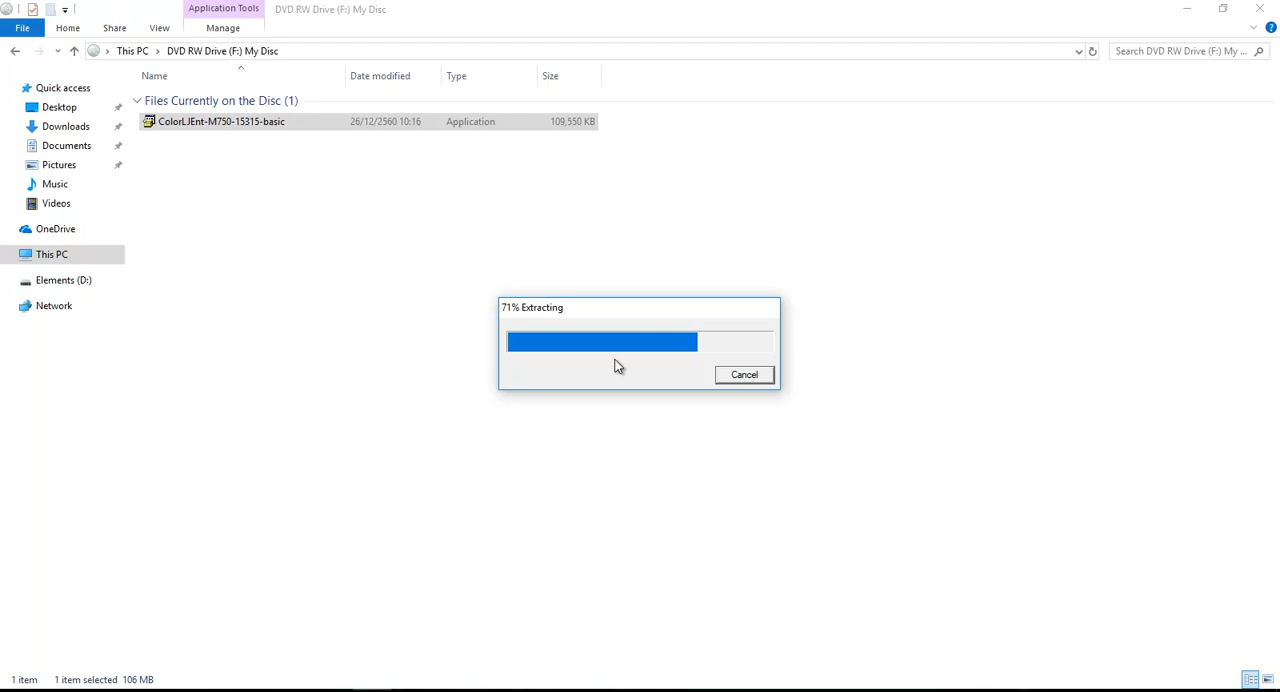 Application Tools
DVD RW Drive (F:) My Disc
File
Home
Share
View
Manage
This PC
DVD RW Drive (F:) My Disc
Search DVD RW Drive (F:) My ...
Name
Date modified
Type
Size
Quick access
Desktop
Downloads
Documents
Pictures
Music
Videos
OneDrive
This PC
Elements (D:)
Network
Files Currently on the Disc (1)
ColorLJEnt-M750-15315-basic
26/12/2560 10:16
Application
109,550 KB
71% Extracting
Cancel
1 item
1 item selected
106 MB